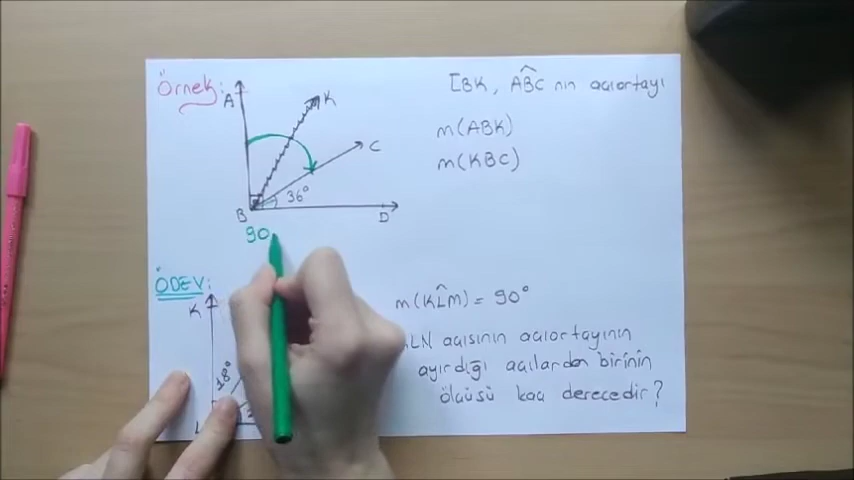 Örnek:
[BK, ABC nın açıortayı
A
K
m(ABK)
C
m(KBC)
36°
B
D
90
ÖDEV:
K
m(KLM) = 90°
LN açısının açıortayının
18°
ayırdığı açılardan birinin
ölçüsü kaç derecedir?
L